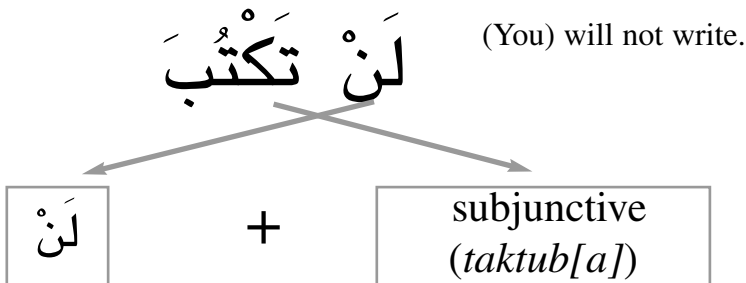 لَنْ تَكْتُبَ
(You) will not write.
لَنْ
+
subjunctive
(taktub[a])